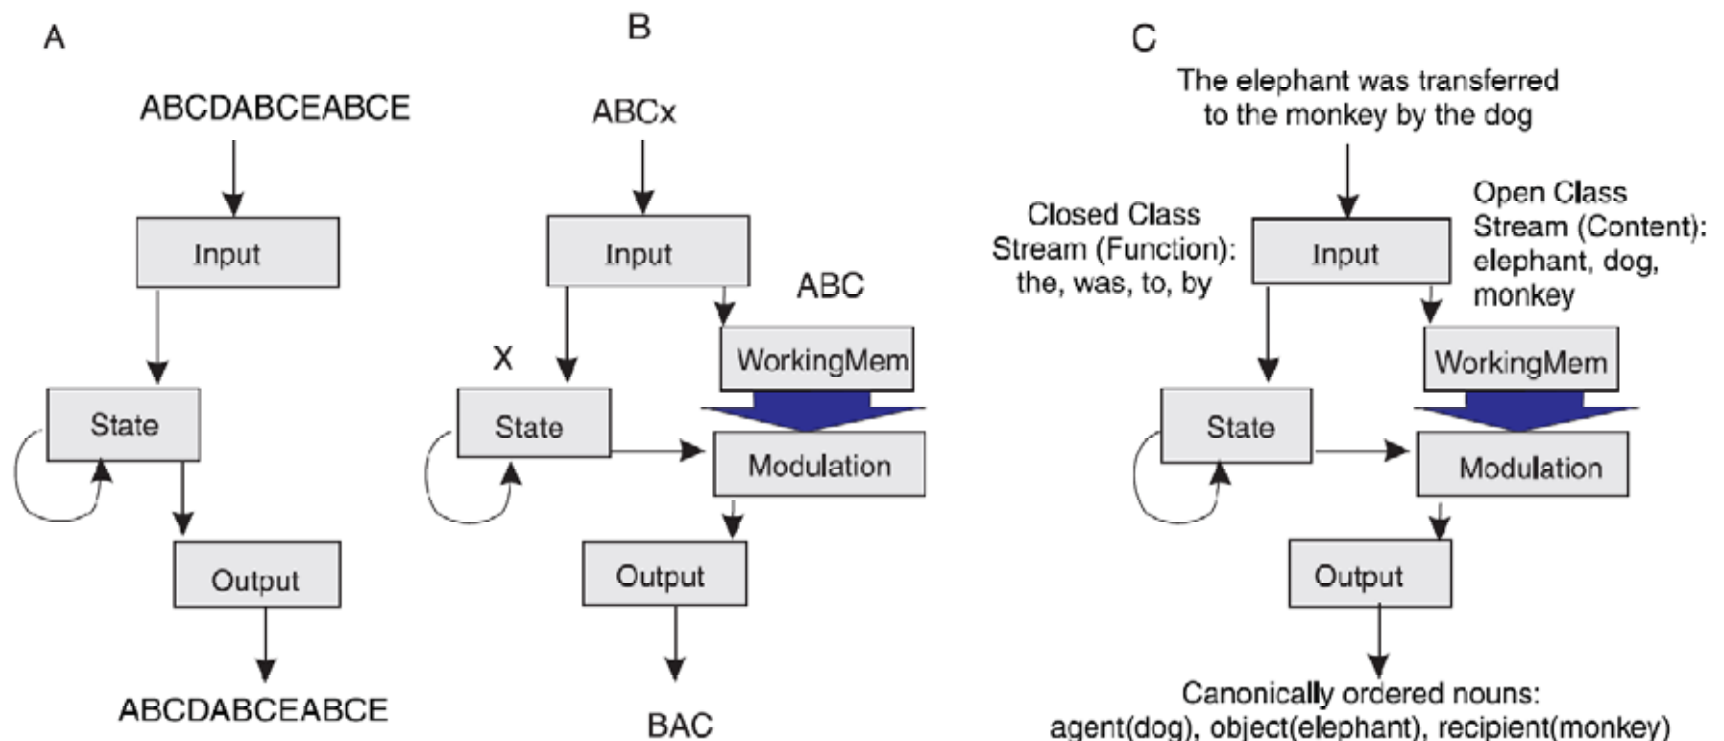 A
ABCDABCEABCE
Input
State
Output
ABCDABCEABCE
B
ABCx
Input
ABC
WorkingMem
X
State
Modulation
Output
BAC
C
The elephant was transferred
to the monkey by the dog
Closed Class
Stream (Function):
the, was, to, by
Input
Open Class
Stream (Content):
elephant, dog,
monkey
WorkingMem
State
Modulation
Output
Canonically ordered nouns:
agent(dog), object(elephant), recipient(monkey)